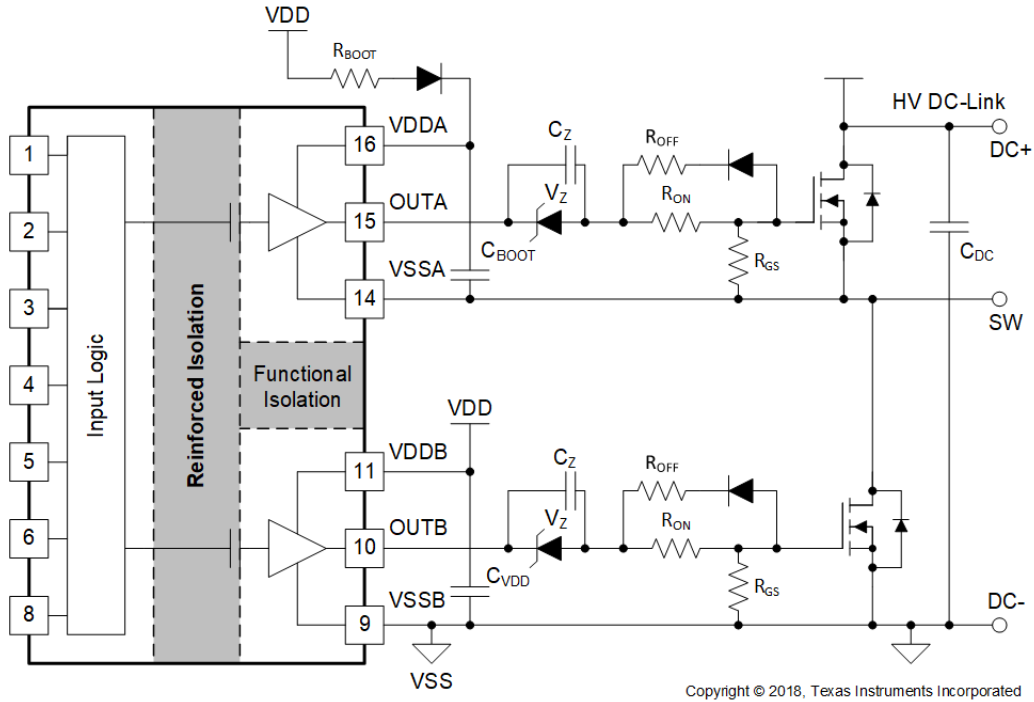 VDD
RBOOT
HV DC-Link
DC+
1
2
3
4
5
6
8
Input Logic
Reinforced Isolation
Functional
Isolation
16
VDDA
15
OUTA
VSSA
14
CBOOT
CZ
VZ
ROFF
RON
RGS
CDC
SW
VDD
11
VDDB
10
OUTB
VSSB
9
CVDD
CZ
VZ
ROFF
RON
RGS
DC-
VSS
Copyright © 2018, Texas Instruments Incorporated